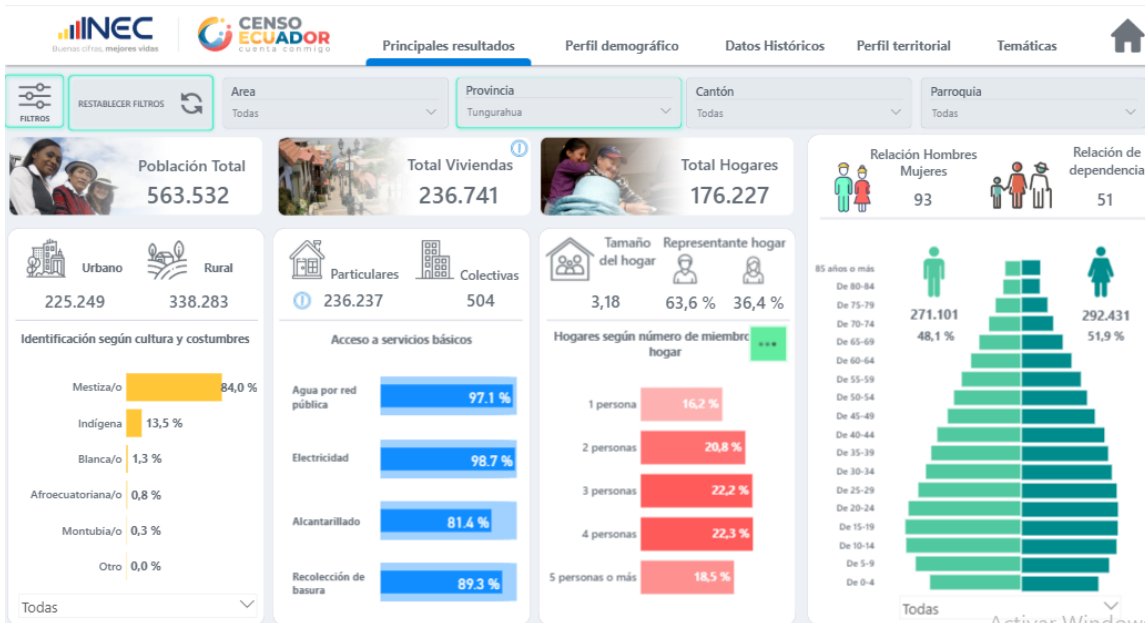 INEC
Buenas cifras, mejores vidas
CENSO
ECUADOR
cuenta conmigo
Principales resultados
Perfil demográfico
Datos Históricos
Perfil territorial
Temáticas
FILTROS
RESTABLECER FILTROS
Area
Todas
Provincia
Tungurahua
Cantón
Todas
Parroquia
Todas
Población Total
563.532
Total Viviendas
236.741
Total Hogares
176.227
Relación Hombres
Mujeres
93
Relación de
dependencia
51
Urbano
225.249
Rural
338.283
Identificación según cultura y costumbres
Mestiza/o 84,0 %
Indígena 13,5 %
Blanca/o 1,3 %
Afroecuatoriana/o 0,8 %
Montubia/o 0,3 %
Otro 0,0 %
Todas
Particulares
236.237
Colectivas
504
Acceso a servicios básicos
Agua por red
pública
97.1 %
Electricidad 98.7 %
Alcantarillado 81.4 %
Recolección de
basura
89.3 %
Tamaño
del hogar
3,18
Representante hogar
63,6 % 36,4 %
Hogares según número de miembrc
hogar
1 persona 16,2 %
2 personas 20,8 %
3 personas 22,2 %
4 personas 22,3 %
5 personas o más 18,5 %
85 años o más
De 80-84
De 75-79
De 70-74
De 65-69
De 60-64
De 55-59
De 50-54
De 45-49
De 40-44
De 35-39
De 30-34
De 25-29
De 20-24
De 15-19
De 10-14
De 5-9
De 0-4
271.101
48,1 %
292.431
51,9 %
Todas
Activar Windows